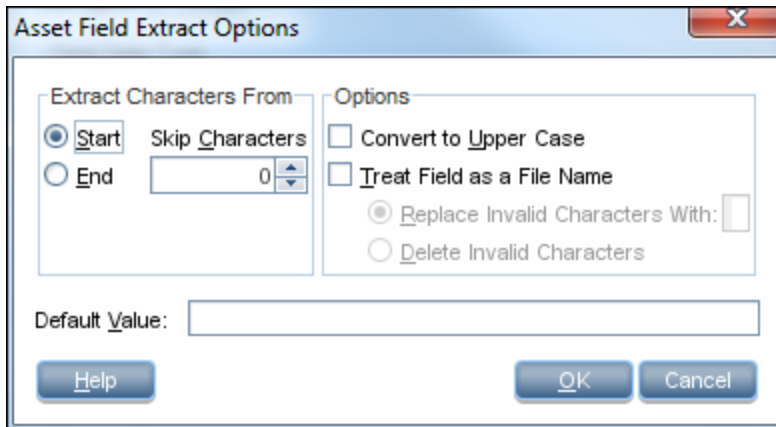 Asset Field Extract Options
Extract Characters From
Start Skip Characters
End 0
Options
Convert to Upper Case
Treat Field as a File Name
Replace Invalid Characters With:
Delete Invalid Characters
Default Value:
Help OK Cancel